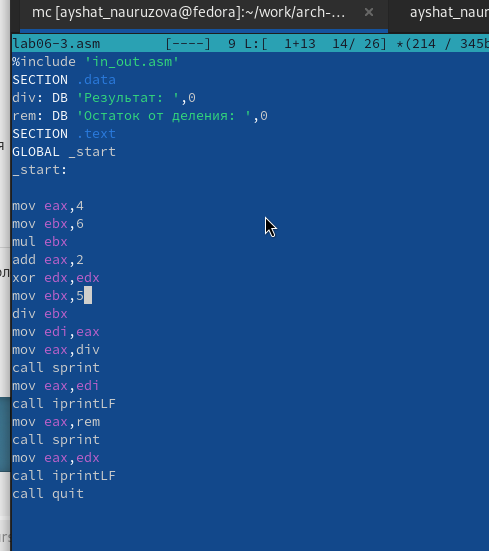 mc [ayshat_nauruzova@fedora]:~/work/arch-... × ayshat_naur
lab06-3.asm [----] 9 L:[ 1+13 14/ 26] *(214 / 345b
%include 'in_out.asm'
SECTION .data
div: DB 'Результат: ',0
rem: DB 'Остаток от деления: ',0
SECTION .text
GLOBAL _start
_start:
mov eax,4
mov ebx,6
mul ebx
add eax,2
xor edx,edx
mov ebx,5
div ebx
mov edi,eax
mov eax,div
call sprint
mov eax,edi
call iprintLF
mov eax,rem
call sprint
mov eax,edx
call iprintLF
call quit